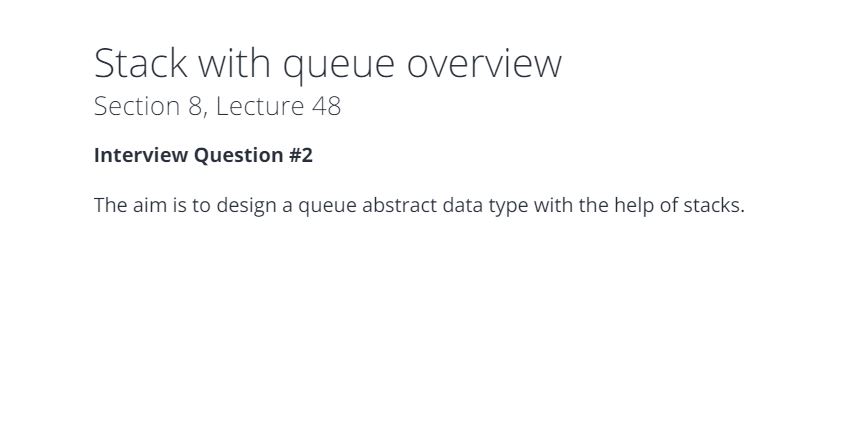 Stack with queue overview
Section 8, Lecture 48
Interview Question #2
The aim is to design a queue abstract data type with the help of stacks.